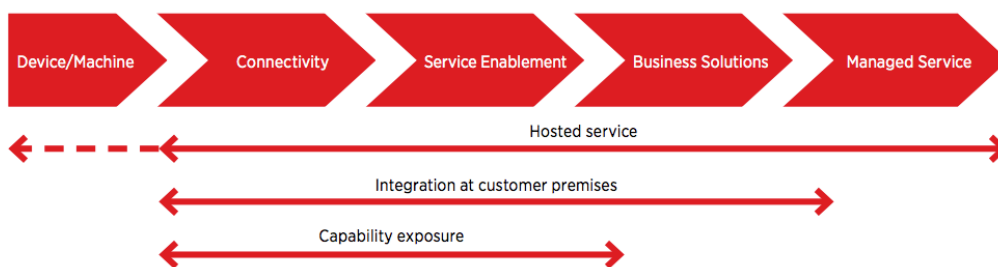 Device/Machine
Connectivity
Service Enablement
Business Solutions
Managed Service
Hosted service
Integration at customer premises
Capability exposure